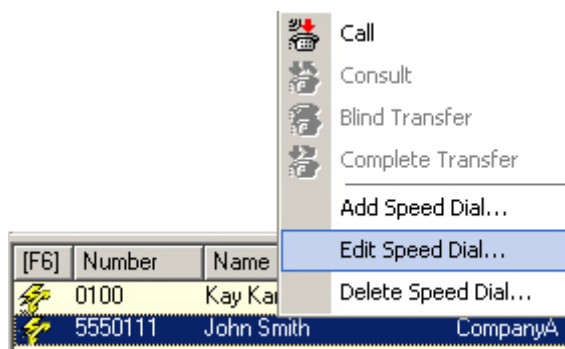 Call
Consult
Blind Transfer
Complete Transfer
Add Speed Dial...
Edit Speed Dial...
Delete Speed Dial...
[F6] Number Name
0100 Kay
5550111 John Smith CompanyA